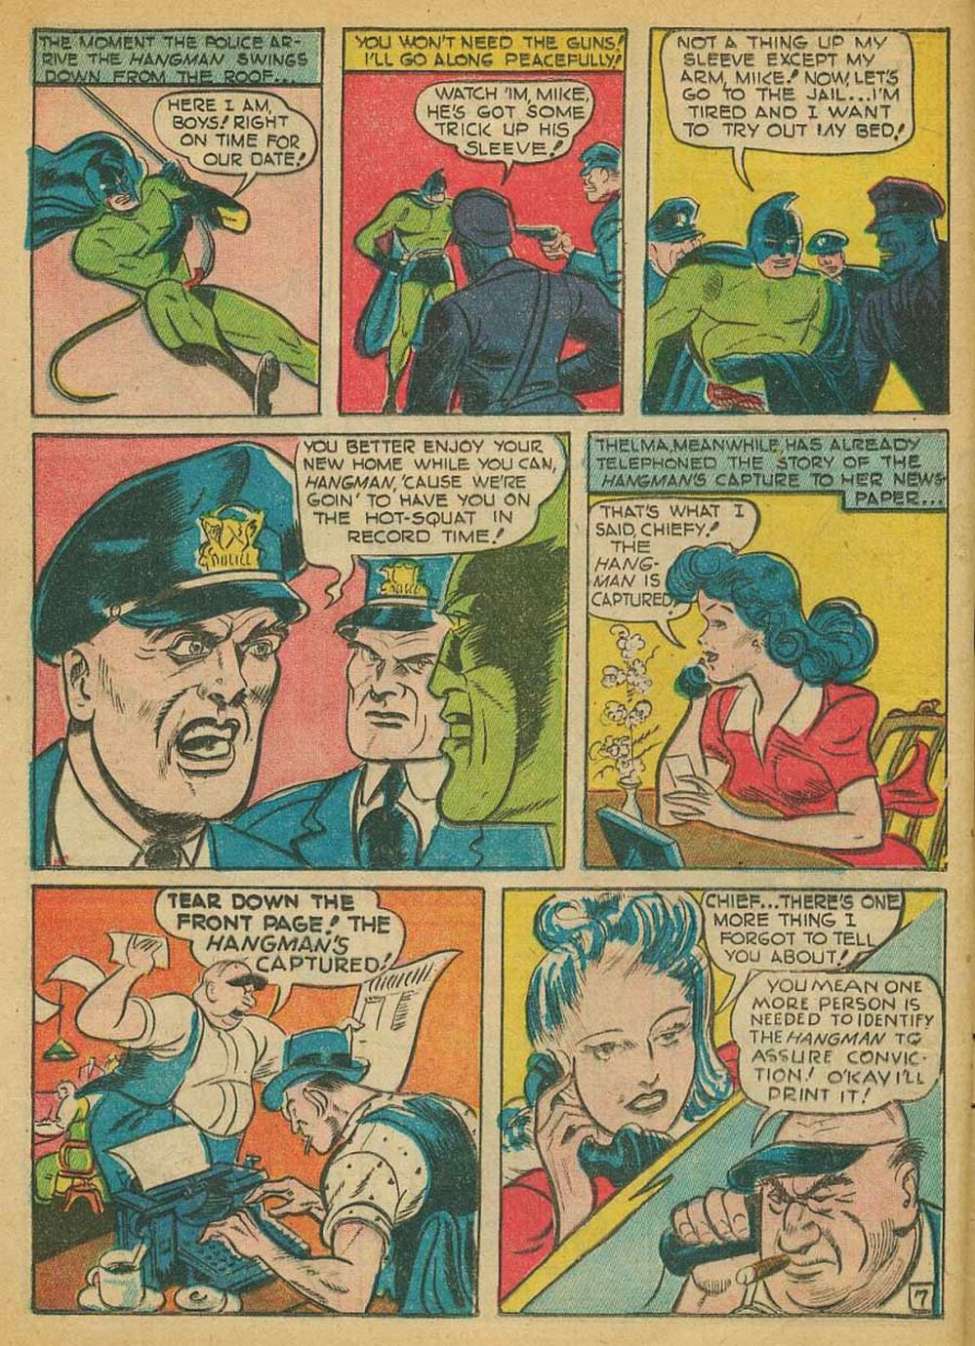 THE MOMENT THE POLICE AR-
RIVE THE HANGMAN SWINGS
DOWN FROM THE ROOF...
HERE I AM,
BOYS! RIGHT
ON TIME FOR
OUR DATE!
YOU WON'T NEED THE GUNS!
I'LL GO ALONG PEACEFULLY!
WATCH 'IM, MIKE,
HE'S GOT SOME
TRICK UP HIS
SLEEVE!
NOT A THING UP MY
SLEEVE EXCEPT MY
ARM, MIKE! NOW, LET'S
GO TO THE JAIL...I'M
TIRED AND I WANT
TO TRY OUT MY BED!
YOU BETTER ENJOY YOUR
NEW HOME WHILE YOU CAN,
HANGMAN, 'CAUSE WE'RE
GOIN' TO HAVE YOU ON
THE HOT-SQUAT IN
RECORD TIME!
POLICE
THELMA, MEANWHILE, HAS ALREADY
TELEPHONED THE STORY OF THE
HANGMAN'S CAPTURE TO HER NEWS-
PAPER...
THAT'S WHAT I
SAID, CHIEFY!
THE
HANG-
MAN IS
CAPTURED!
TEAR DOWN THE
FRONT PAGE! THE
HANGMAN'S
CAPTURED!
CHIEF...THERE'S ONE
MORE THING I
FORGOT TO TELL
YOU ABOUT!
YOU MEAN ONE
MORE PERSON IS
NEEDED TO IDENTIFY
THE HANGMAN TO
ASSURE CONVIC-
TION! O'KAY I'LL
PRINT IT!
7